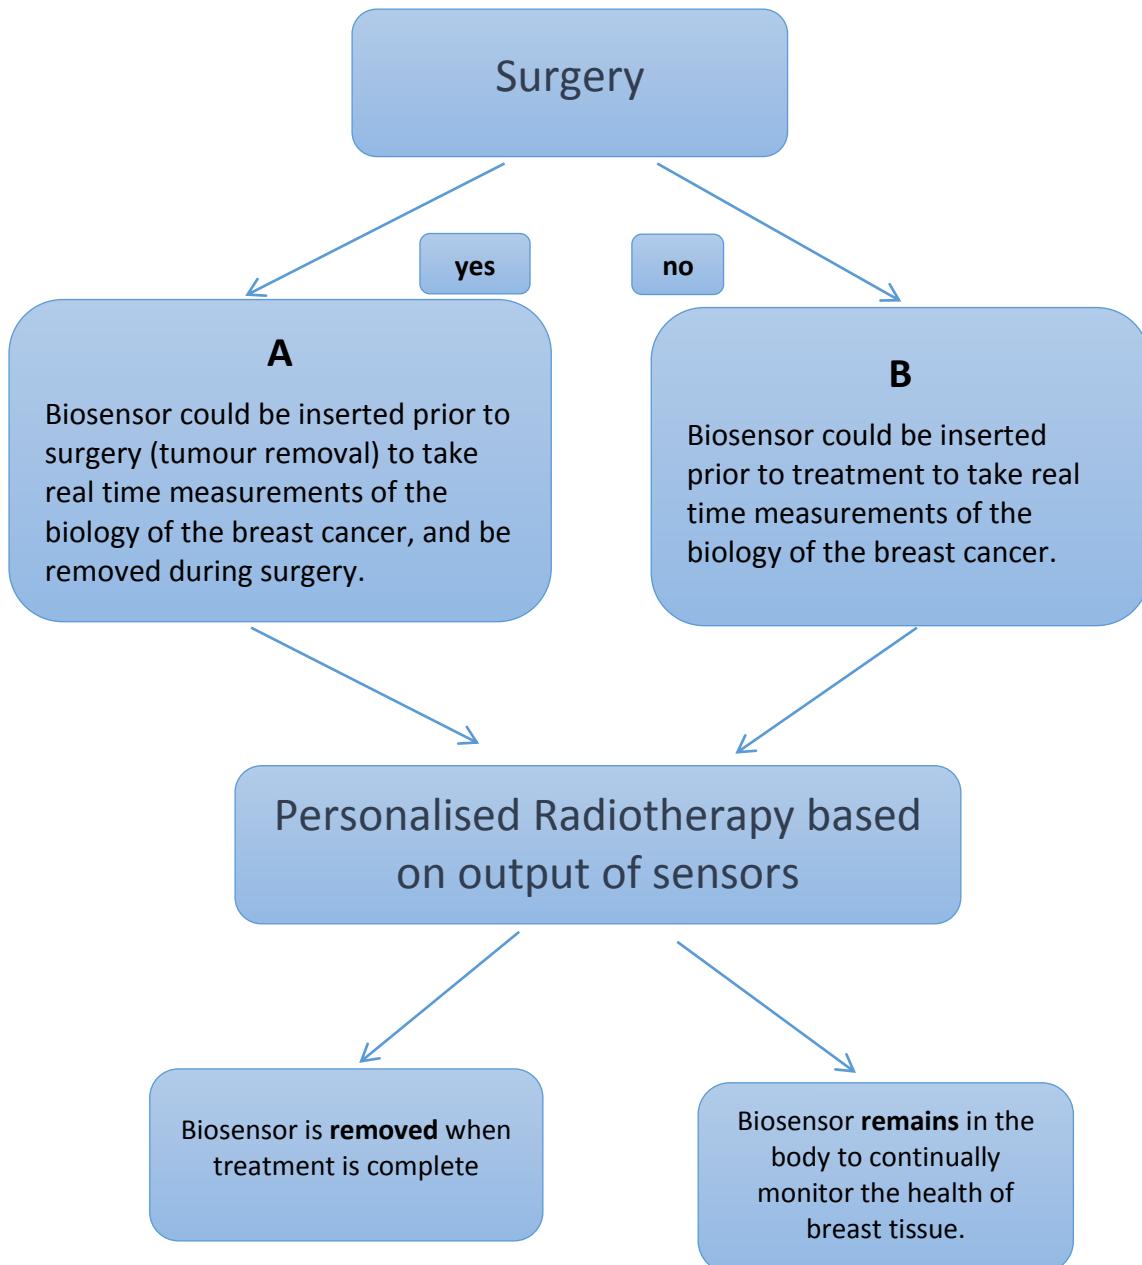 Surgery
yes
no
A
Biosensor could be inserted prior to
surgery (tumour removal) to take
real time measurements of the
biology of the breast cancer, and be
removed during surgery.
B
Biosensor could be inserted
prior to treatment to take real
time measurements of the
biology of the breast cancer.
Personalised Radiotherapy based
on output of sensors
Biosensor is removed when
treatment is complete
Biosensor remains in the
body to continually
monitor the health of
breast tissue.